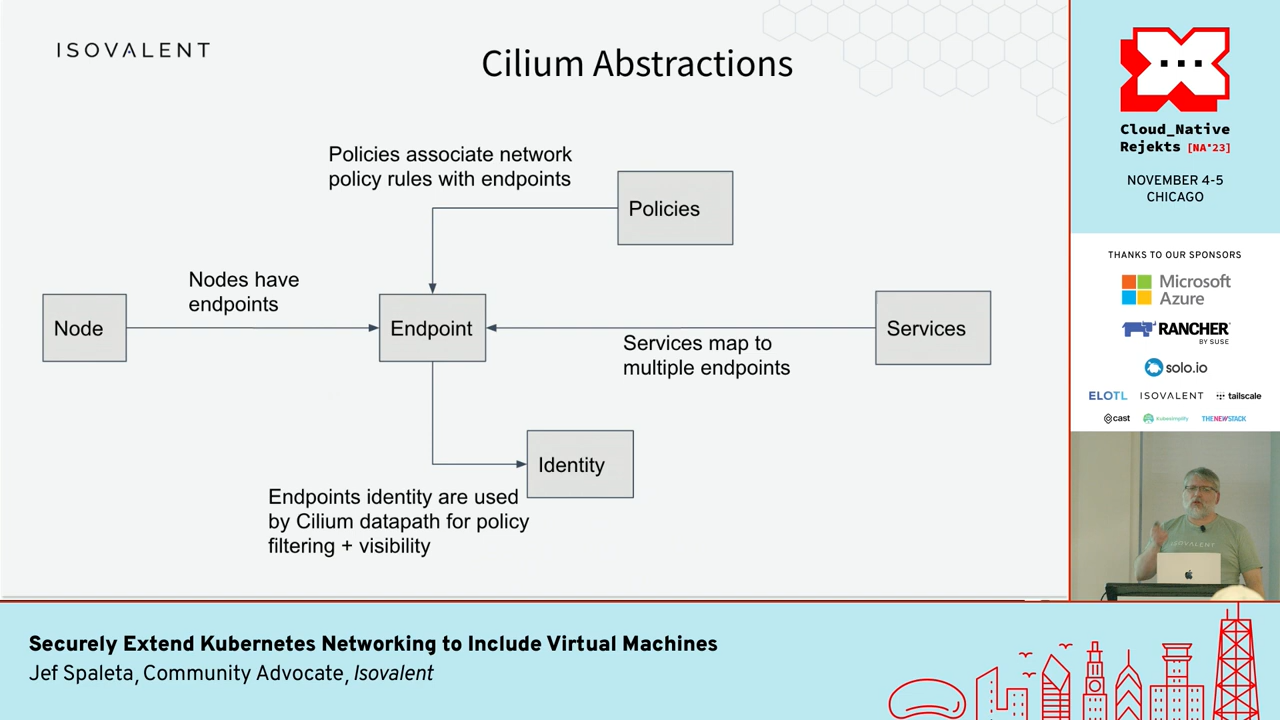 ISOVALENT
Cilium Abstractions
Policies associate network
policy rules with endpoints
Policies
Nodes have
endpoints
Node
Endpoint
Services
Services map to
multiple endpoints
Identity
Endpoints identity are used
by Cilium datapath for policy
filtering + visibility
Cloud_Native
Rejekts [NA'23]
NOVEMBER 4-5
CHICAGO
THANKS TO OUR SPONSORS
Microsoft
Azure
RANCHER
BY SUSE
solo.io
ELOTL ISOVALENT tailscale
cast kubesimplify THENEWSTACK
ISOVALENT
Securely Extend Kubernetes Networking to Include Virtual Machines
Jef Spaleta, Community Advocate, Isovalent